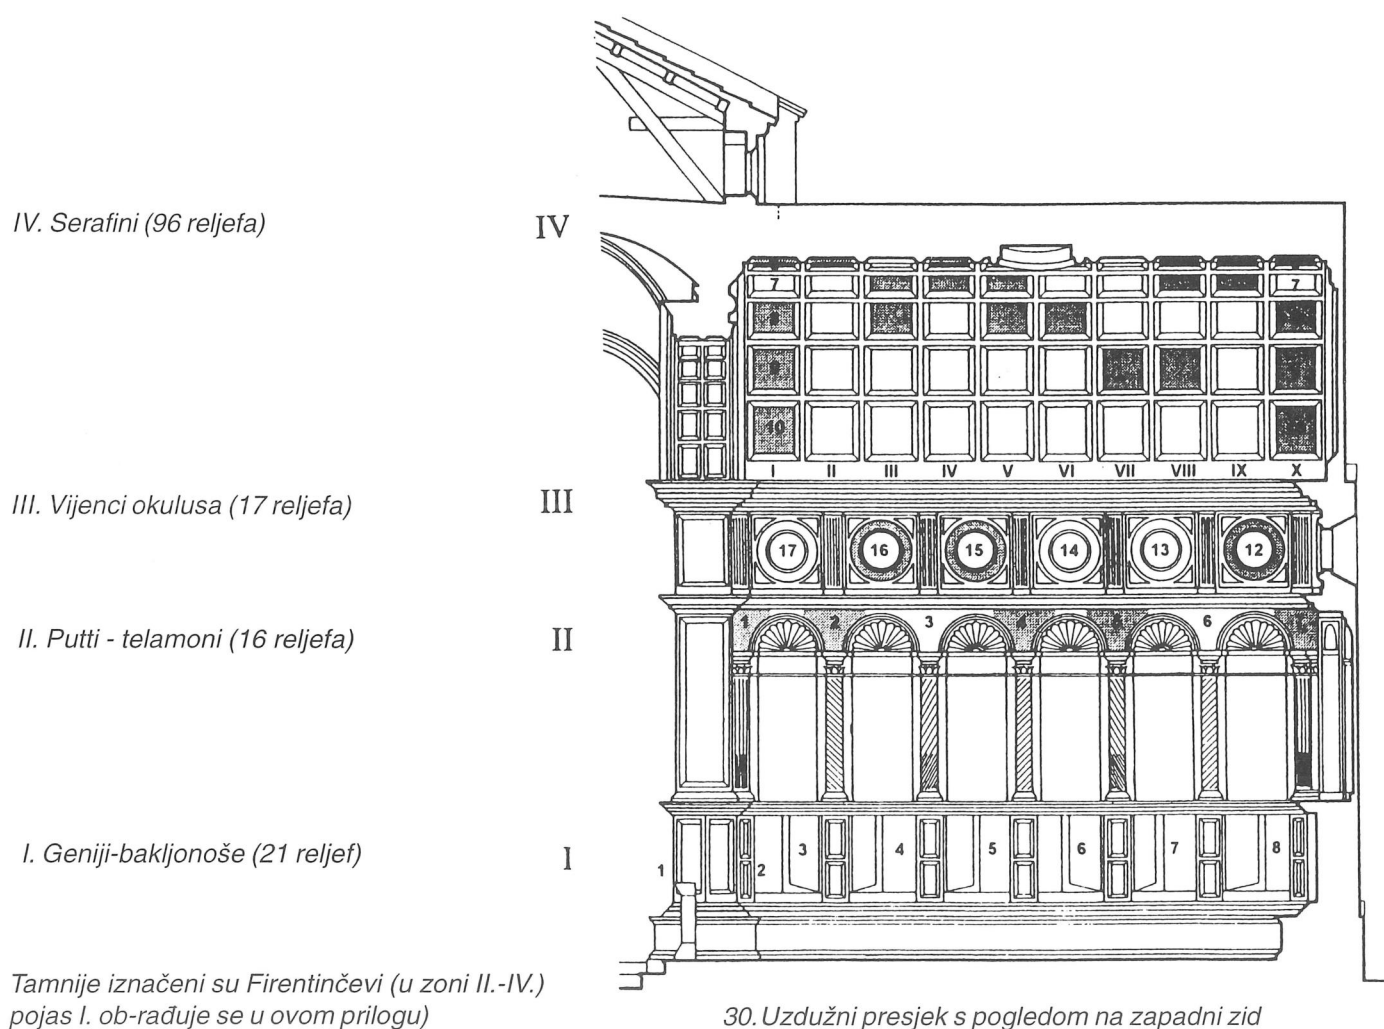 IV. Serafini (96 reljefa)
IV
7 7
10
I II III IV V VI VII VIII IX X
III. Vijenci okulusa (17 reljefa)
III
17 16 15 14 13 12
II. Putti - telamoni (16 reljefa)
II
1 2 3 6
I. Geniji-bakljonoše (21 reljef)
I
1 2 3 4 5 6 7 8
Tamnije iznačeni su Firentinčevi (u zoni II.-IV.)
pojas I. ob-rađuje se u ovom prilogu)
30. Uzdužni presjek s pogledom na zapadni zid